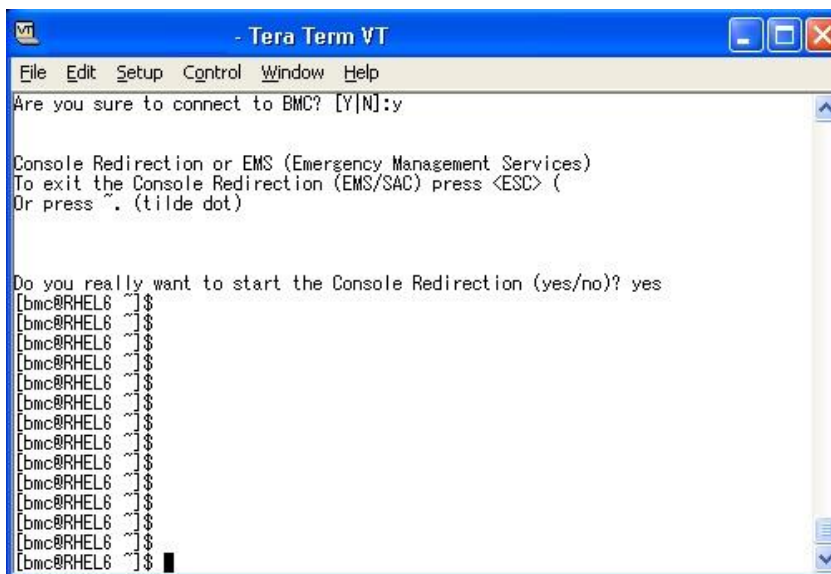 VT
- Tera Term VT
File Edit Setup Control Window Help
Are you sure to connect to BMC? [Y|N]:y
Console Redirection or EMS (Emergency Management Services)
To exit the Console Redirection (EMS/SAC) press <ESC> (
Or press ~. (tilde dot)
Do you really want to start the Console Redirection (yes/no)? yes
[bmc@RHEL6 ~]$
[bmc@RHEL6 ~]$
[bmc@RHEL6 ~]$
[bmc@RHEL6 ~]$
[bmc@RHEL6 ~]$
[bmc@RHEL6 ~]$
[bmc@RHEL6 ~]$
[bmc@RHEL6 ~]$
[bmc@RHEL6 ~]$
[bmc@RHEL6 ~]$
[bmc@RHEL6 ~]$
[bmc@RHEL6 ~]$
[bmc@RHEL6 ~]$
[bmc@RHEL6 ~]$